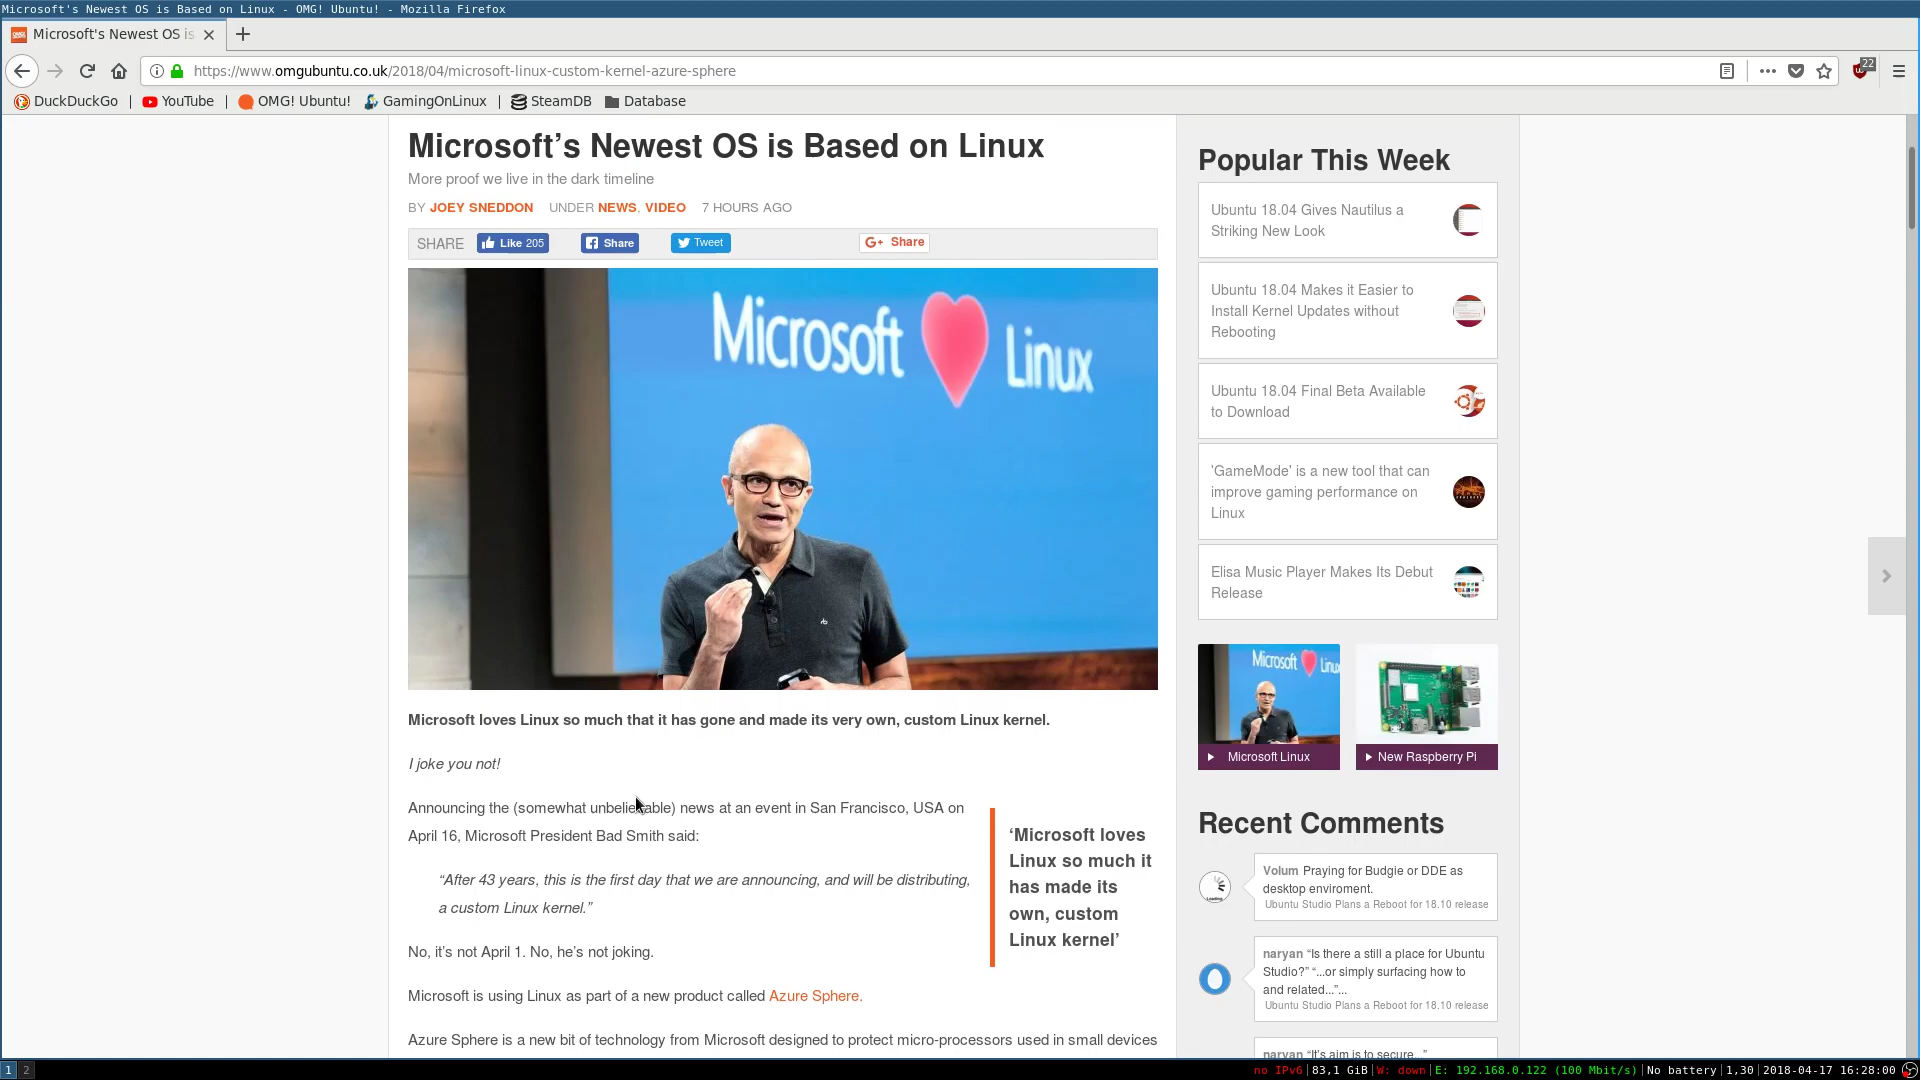 Microsoft's Newest OS is Based on Linux - OMG! Ubuntu! - Mozilla Firefox
Microsoft's Newest OS is
https://www.omgubuntu.co.uk/2018/04/microsoft-linux-custom-kernel-azure-sphere
22
DuckDuckGo | YouTube | OMG! Ubuntu! GamingOnLinux | SteamDB Database
Microsoft’s Newest OS is Based on Linux
More proof we live in the dark timeline
BY JOEY SNEDDON UNDER NEWS, VIDEO 7 HOURS AGO
SHARE Like 205 Share Tweet G+ Share
Microsoft Linux
Microsoft loves Linux so much that it has gone and made its very own, custom Linux kernel.
I joke you not!
Announcing the (somewhat unbelievable) news at an event in San Francisco, USA on
April 16, Microsoft President Bad Smith said:
“After 43 years, this is the first day that we are announcing, and will be distributing,
a custom Linux kernel.”
‘Microsoft loves
Linux so much it
has made its
own, custom
Linux kernel’
No, it’s not April 1. No, he’s not joking.
Microsoft is using Linux as part of a new product called Azure Sphere.
Azure Sphere is a new bit of technology from Microsoft designed to protect micro-processors used in small devices
Popular This Week
Ubuntu 18.04 Gives Nautilus a
Striking New Look
Ubuntu 18.04 Makes it Easier to
Install Kernel Updates without
Rebooting
Ubuntu 18.04 Final Beta Available
to Download
'GameMode' is a new tool that can
improve gaming performance on
Linux
Elisa Music Player Makes Its Debut
Release
Microsoft Linux
Microsoft Linux
New Raspberry Pi
Recent Comments
Volum Praying for Budgie or DDE as
desktop enviroment.
Ubuntu Studio Plans a Reboot for 18.10 release
Loading
naryan “Is there a still a place for Ubuntu
Studio?” “...or simply surfacing how to
and related...”...
Ubuntu Studio Plans a Reboot for 18.10 release
naryan “It’s aim to secure...”
1 2
no IPv6|83,1 GiB|W: down|E: 192.168.0.122 (100 Mbit/s)|No battery|1,30|2018-04-17 16:28:00